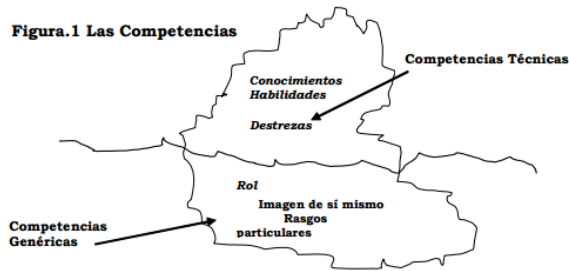 Figura.1 Las Competencias
Competencias Técnicas
Conocimientos
Habilidades
Destrezas
Rol
Imagen de sí mismo
Rasgos
particulares
Competencias
Genéricas